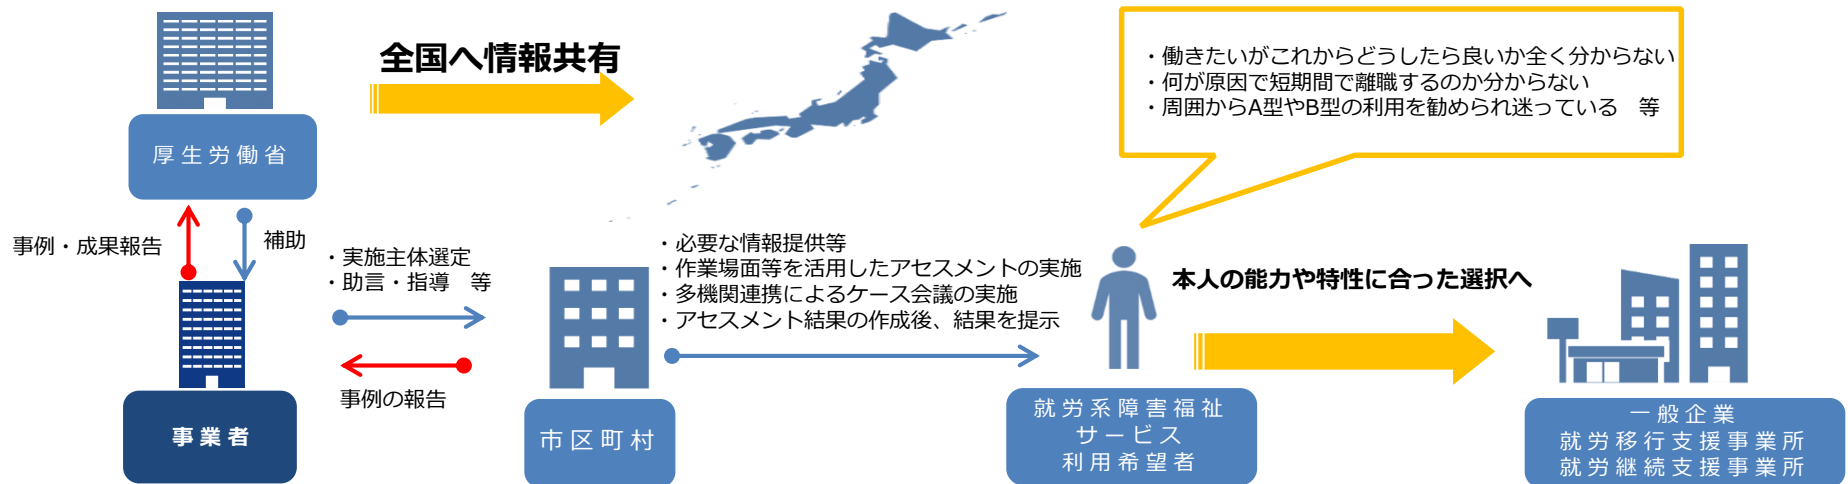 全国へ情報共有
・働きたいがこれからどうしたら良いか全く分からない
・何が原因で短期間で離職するのか分からない
・周囲からA型やB型の利用を勧められ迷っている　等
厚生労働省
事例・成果報告
補助
・実施主体選定
・助言・指導　等
事例の報告
事業者
市区町村
・必要な情報提供等
・作業場面等を活用したアセスメントの実施
・多機関連携によるケース会議の実施
・アセスメント結果の作成後、結果を提示
就労系障害福祉
サービス
利用希望者
本人の能力や特性に合った選択へ
一般企業
就労移行支援事業所
就労継続支援事業所